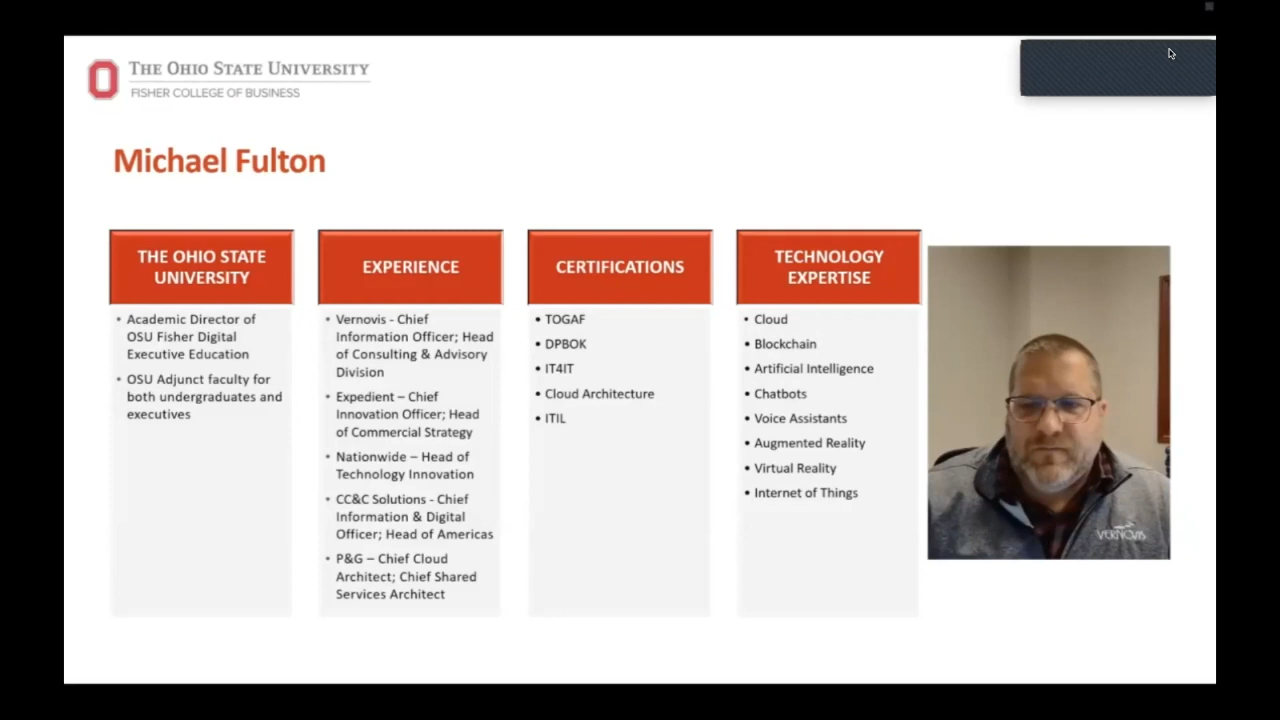 THE OHIO STATE UNIVERSITY
FISHER COLLEGE OF BUSINESS
Michael Fulton
THE OHIO STATE
UNIVERSITY
• Academic Director of
OSU Fisher Digital
Executive Education
• OSU Adjunct faculty for
both undergraduates and
executives
EXPERIENCE
• Vernovis - Chief
Information Officer; Head
of Consulting & Advisory
Division
• Expedient – Chief
Innovation Officer; Head
of Commercial Strategy
• Nationwide – Head of
Technology Innovation
• CC&C Solutions - Chief
Information & Digital
Officer; Head of Americas
• P&G – Chief Cloud
Architect; Chief Shared
Services Architect
CERTIFICATIONS
• TOGAF
• DPBOK
• IT4IT
• Cloud Architecture
• ITIL
TECHNOLOGY
EXPERTISE
• Cloud
• Blockchain
• Artificial Intelligence
• Chatbots
• Voice Assistants
• Augmented Reality
• Virtual Reality
• Internet of Things
VERNOVIS